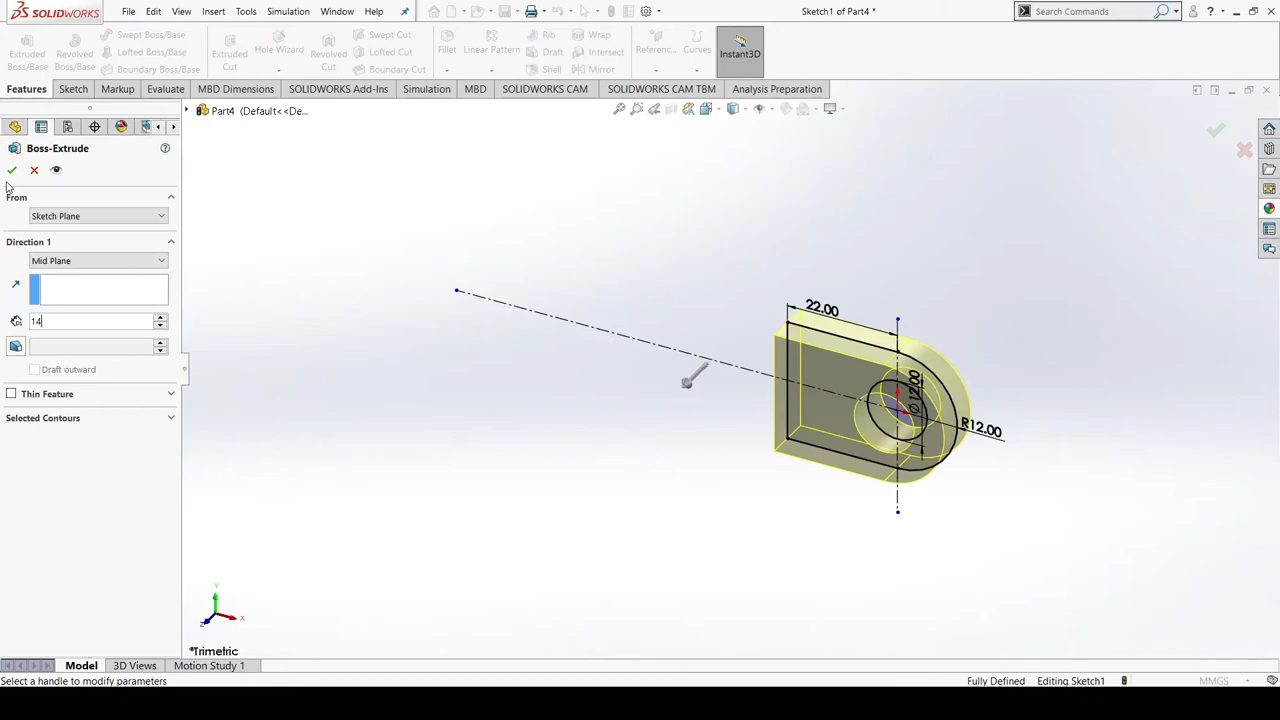 SOLIDWORKS File Edit View Insert Tools Simulation Window Help Sketch1 of Part4 * Search Commands
Extruded Boss/Base Revolved Boss/Base Swept Boss/Base Lofted Boss/Base Boundary Boss/Base Extruded Cut Hole Wizard Revolved Cut Swept Cut Lofted Cut Boundary Cut Fillet Linear Pattern Rib Draft Shell Wrap Intersect Mirror Referenc... Curves Instant3D
Features Sketch Markup Evaluate MBD Dimensions SOLIDWORKS Add-Ins Simulation MBD SOLIDWORKS CAM SOLIDWORKS CAM TBM Analysis Preparation
Part4 (Default<<De...
Boss-Extrude
From
Sketch Plane
Direction 1
Mid Plane
14
Draft outward
Thin Feature
Selected Contours
22.00
Ø12.00
R12.00
Y
X
Z
*Trimetric
Model 3D Views Motion Study 1
Select a handle to modify parameters Fully Defined Editing Sketch1 MMGS